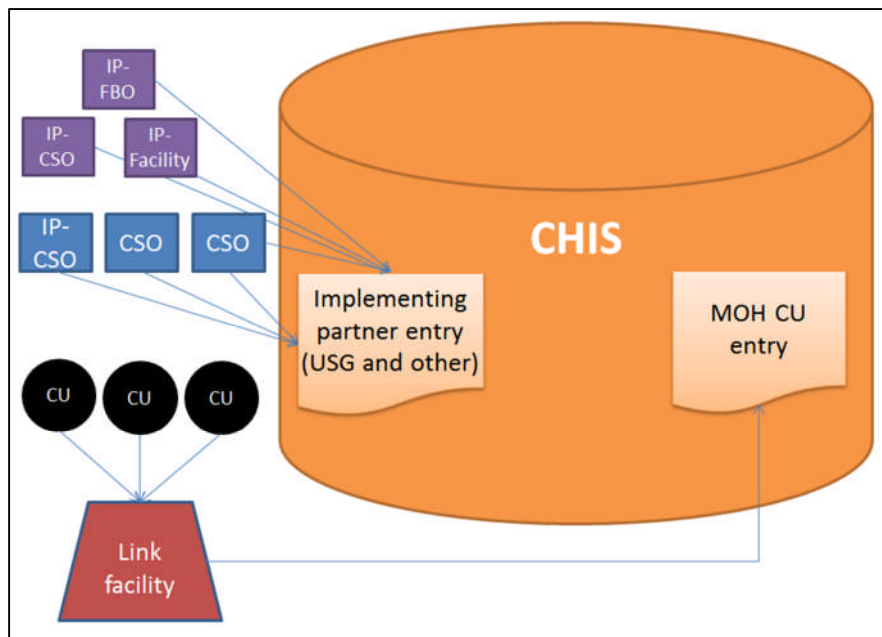 IP-
FBO
IP-
CSO
IP-
Facility
IP-
CSO
CSO
CSO
CHIS
Implementing
partner entry
(USG and other)
MOH CU
entry
CU
CU
CU
Link
facility